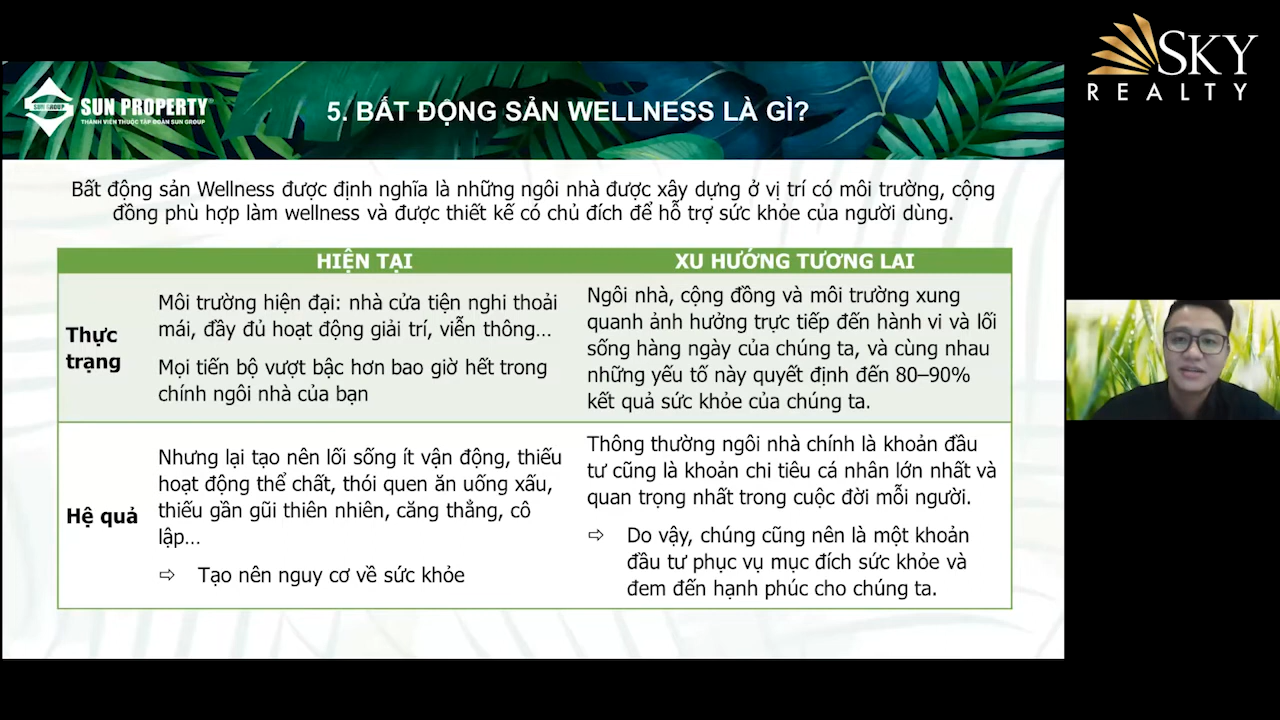 SKY
REALTY
SUN GROUP
SUN PROPERTY
THÀNH VIÊN THUỘC TẬP ĐOÀN SUN GROUP
5. BẤT ĐỘNG SẢN WELLNESS LÀ GÌ?
Bất động sản Wellness được định nghĩa là những ngôi nhà được xây dựng ở vị trí có môi trường, cộng
đồng phù hợp làm wellness và được thiết kế có chủ đích để hỗ trợ sức khỏe của người dùng.
HIỆN TẠI
XU HƯỚNG TƯƠNG LAI
Thực
trạng
Môi trường hiện đại: nhà cửa tiện nghi thoải
mái, đầy đủ hoạt động giải trí, viễn thông...
Mọi tiến bộ vượt bậc hơn bao giờ hết trong
chính ngôi nhà của bạn
Ngôi nhà, cộng đồng và môi trường xung
quanh ảnh hưởng trực tiếp đến hành vi và lối
sống hàng ngày của chúng ta, và cùng nhau
những yếu tố này quyết định đến 80–90%
kết quả sức khỏe của chúng ta.
Hệ quả
Nhưng lại tạo nên lối sống ít vận động, thiếu
hoạt động thể chất, thói quen ăn uống xấu,
thiếu gần gũi thiên nhiên, căng thẳng, cô
lập...
⇨ Tạo nên nguy cơ về sức khỏe
Thông thường ngôi nhà chính là khoản đầu
tư cũng là khoản chi tiêu cá nhân lớn nhất và
quan trọng nhất trong cuộc đời mỗi người.
⇨ Do vậy, chúng cũng nên là một khoản
đầu tư phục vụ mục đích sức khỏe và
đem đến hạnh phúc cho chúng ta.